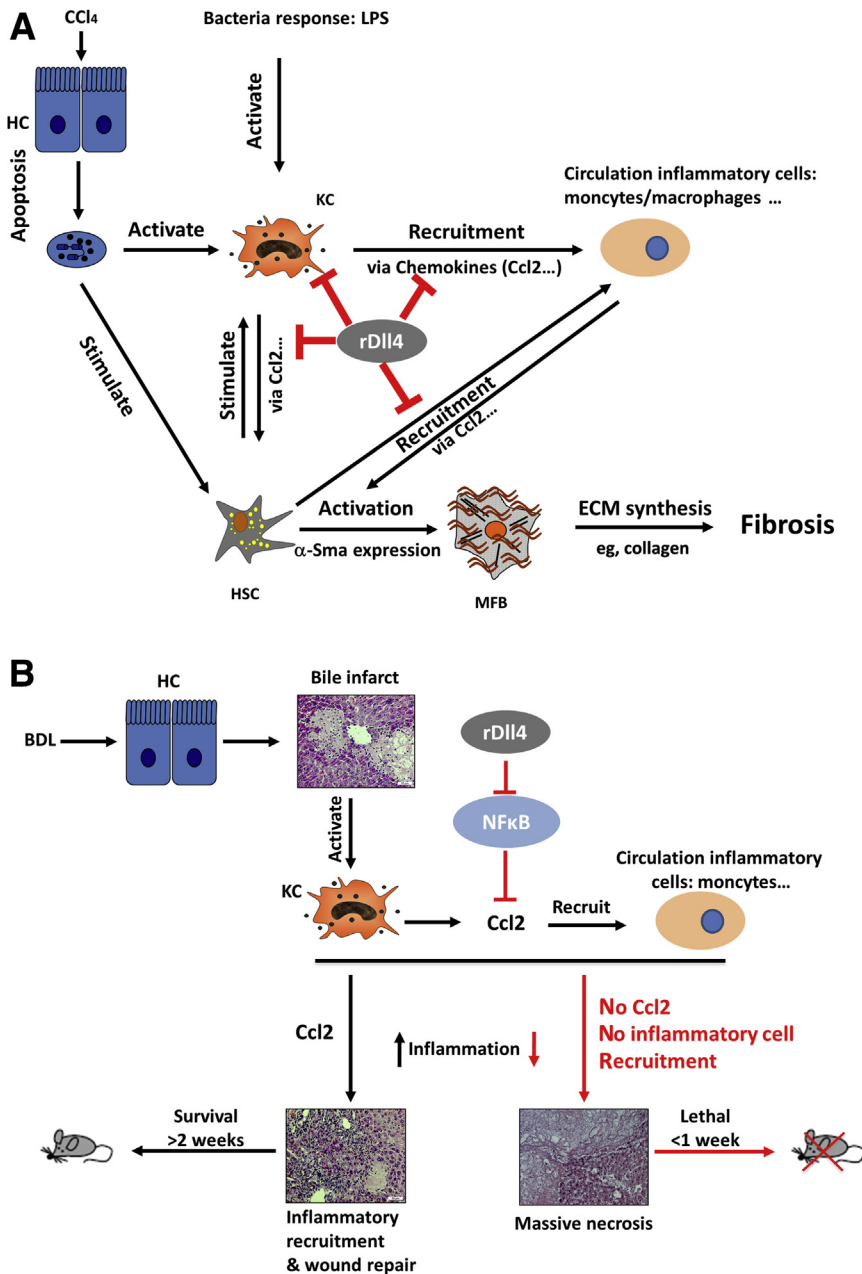 A
CCl4
Bacteria response: LPS
HC
Activate
Apoptosis
KC
Circulation inflammatory cells:
moncytes/macrophages ...
Activate
Recruitment
via Chemokines (Ccl2...)
rDll4
Stimulate
Stimulate
via Ccl2...
Recruitment
via Ccl2...
Activation
α-Sma expression
ECM synthesis
eg, collagen
Fibrosis
HSC
MFB
B
HC
Bile infarct
BDL
rDll4
NFκB
Activate
KC
Circulation inflammatory
cells: moncytes...
Ccl2
Recruit
Ccl2
No Ccl2
No inflammatory cell
Recruitment
Inflammation
Survival
>2 weeks
Lethal
<1 week
Inflammatory
recruitment
& wound repair
Massive necrosis